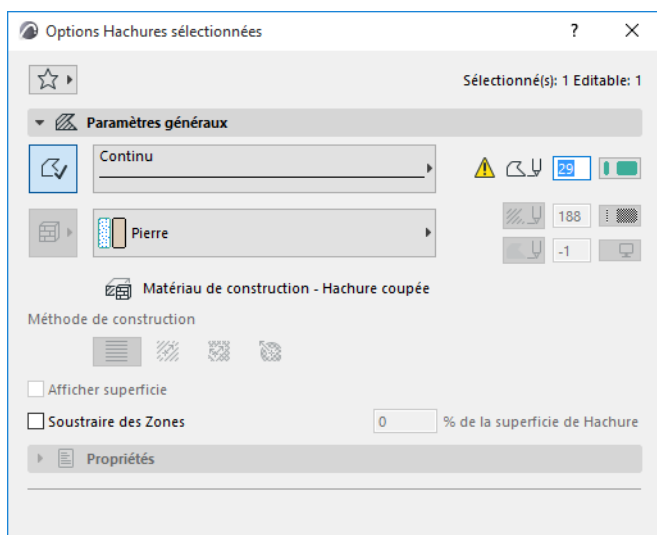 Options Hachures sélectionnées
Sélectionné(s): 1 Editable: 1
Paramètres généraux
Continu
29
Pierre
188
-1
Matériau de construction - Hachure coupée
Méthode de construction
Afficher superficie
Soustraire des Zones 0 % de la superficie de Hachure
Propriétés